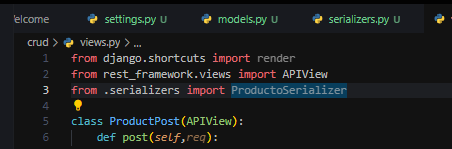 Welcome settings.py models.py serializers.py
crud > views.py > ...
1 from django.shortcuts import render
2 from rest_framework.views import APIView
3 from .serializers import ProductoSerializer
4
5 class ProductPost(APIView):
6 def post(self,req):